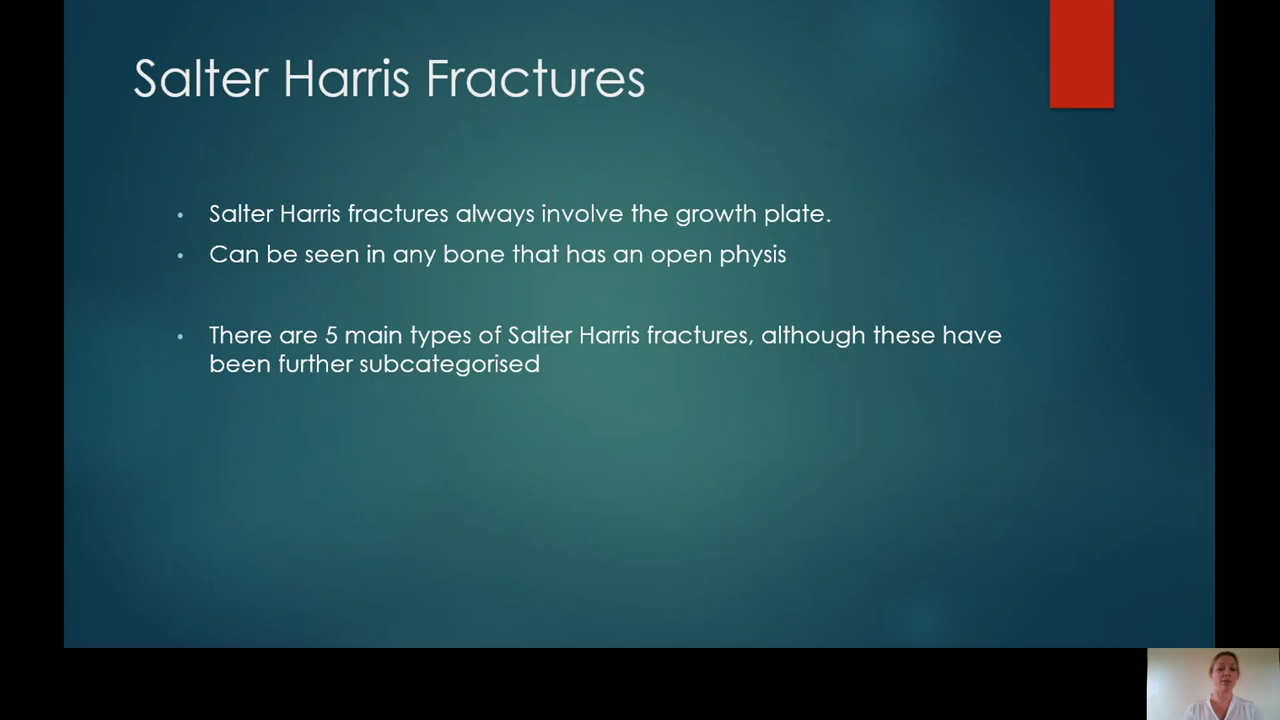 Salter Harris Fractures
• Salter Harris fractures always involve the growth plate.
• Can be seen in any bone that has an open physis
• There are 5 main types of Salter Harris fractures, although these have
been further subcategorised